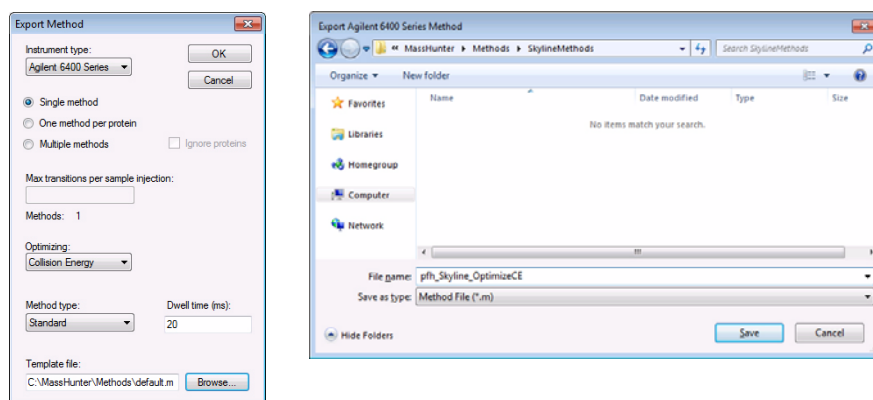 Export Method
Instrument type:
Agilent 6400 Series
OK
Cancel
Single method
One method per protein
Multiple methods
Ignore proteins
Max transitions per sample injection:
Methods: 1
Optimizing:
Collision Energy
Method type:
Dwell time (ms):
Standard
20
Template file:
C:\MassHunter\Methods\default.m
Browse...
Export Agilent 6400 Series Method
« MassHunter Methods SkylineMethods
Search SkylineMethods
Organize
New folder
Name
Date modified
Type
Size
No items match your search.
Favorites
Libraries
Homegroup
Computer
Network
File name: pfh_Skyline_OptimizeCE
Save as type: Method File (*.m)
Hide Folders
Save
Cancel